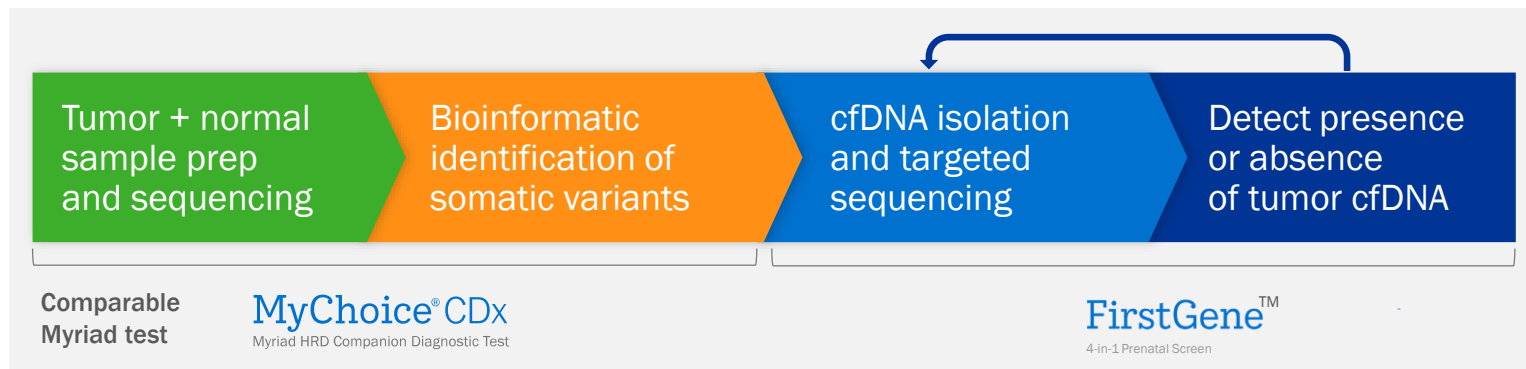 Tumor + normal
sample prep
and sequencing
Bioinformatic
identification of
somatic variants
cfDNA isolation
and targeted
sequencing
Detect presence
or absence
of tumor cfDNA
Comparable
Myriad test
MyChoice® CDx
Myriad HRD Companion Diagnostic Test
FirstGene™
4-in-1 Prenatal Screen
-